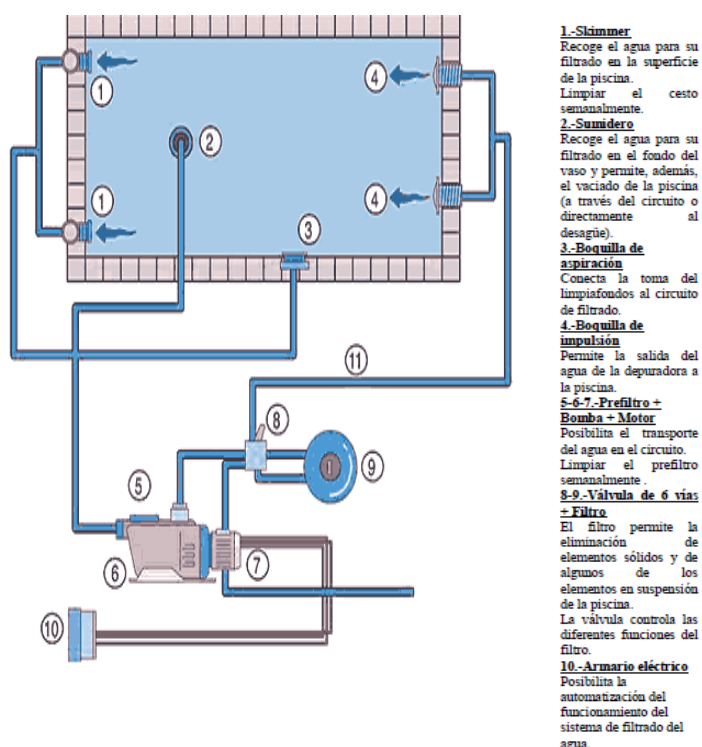 1
1
2
3
4
4
5
6
7
8
9
10
11
1.-Skimmer
Recoge el agua para su
filtrado en la superficie
de la piscina.
Limpiar el cesto
semanalmente.
2.-Sumidero
Recoge el agua para su
filtrado en el fondo del
vaso y permite, además,
el vaciado de la piscina
(a través del circuito o
directamente al
desagüe).
3.-Boquilla de
aspiración
Conecta la toma del
limpiafondos al circuito
de filtrado.
4.-Boquilla de
impulsión
Permite la salida del
agua de la depuradora a
la piscina.
5-6-7.-Prefiltro +
Bomba + Motor
Posibilita el transporte
del agua en el circuito.
Limpiar el prefiltro
semanalmente .
8-9.-Válvula de 6 vías
+ Filtro
El filtro permite la
eliminación de
elementos sólidos y de
algunos de los
elementos en suspensión
de la piscina.
La válvula controla las
diferentes funciones del
filtro.
10.-Armario eléctrico
Posibilita la
automatización del
funcionamiento del
sistema de filtrado del
agua.